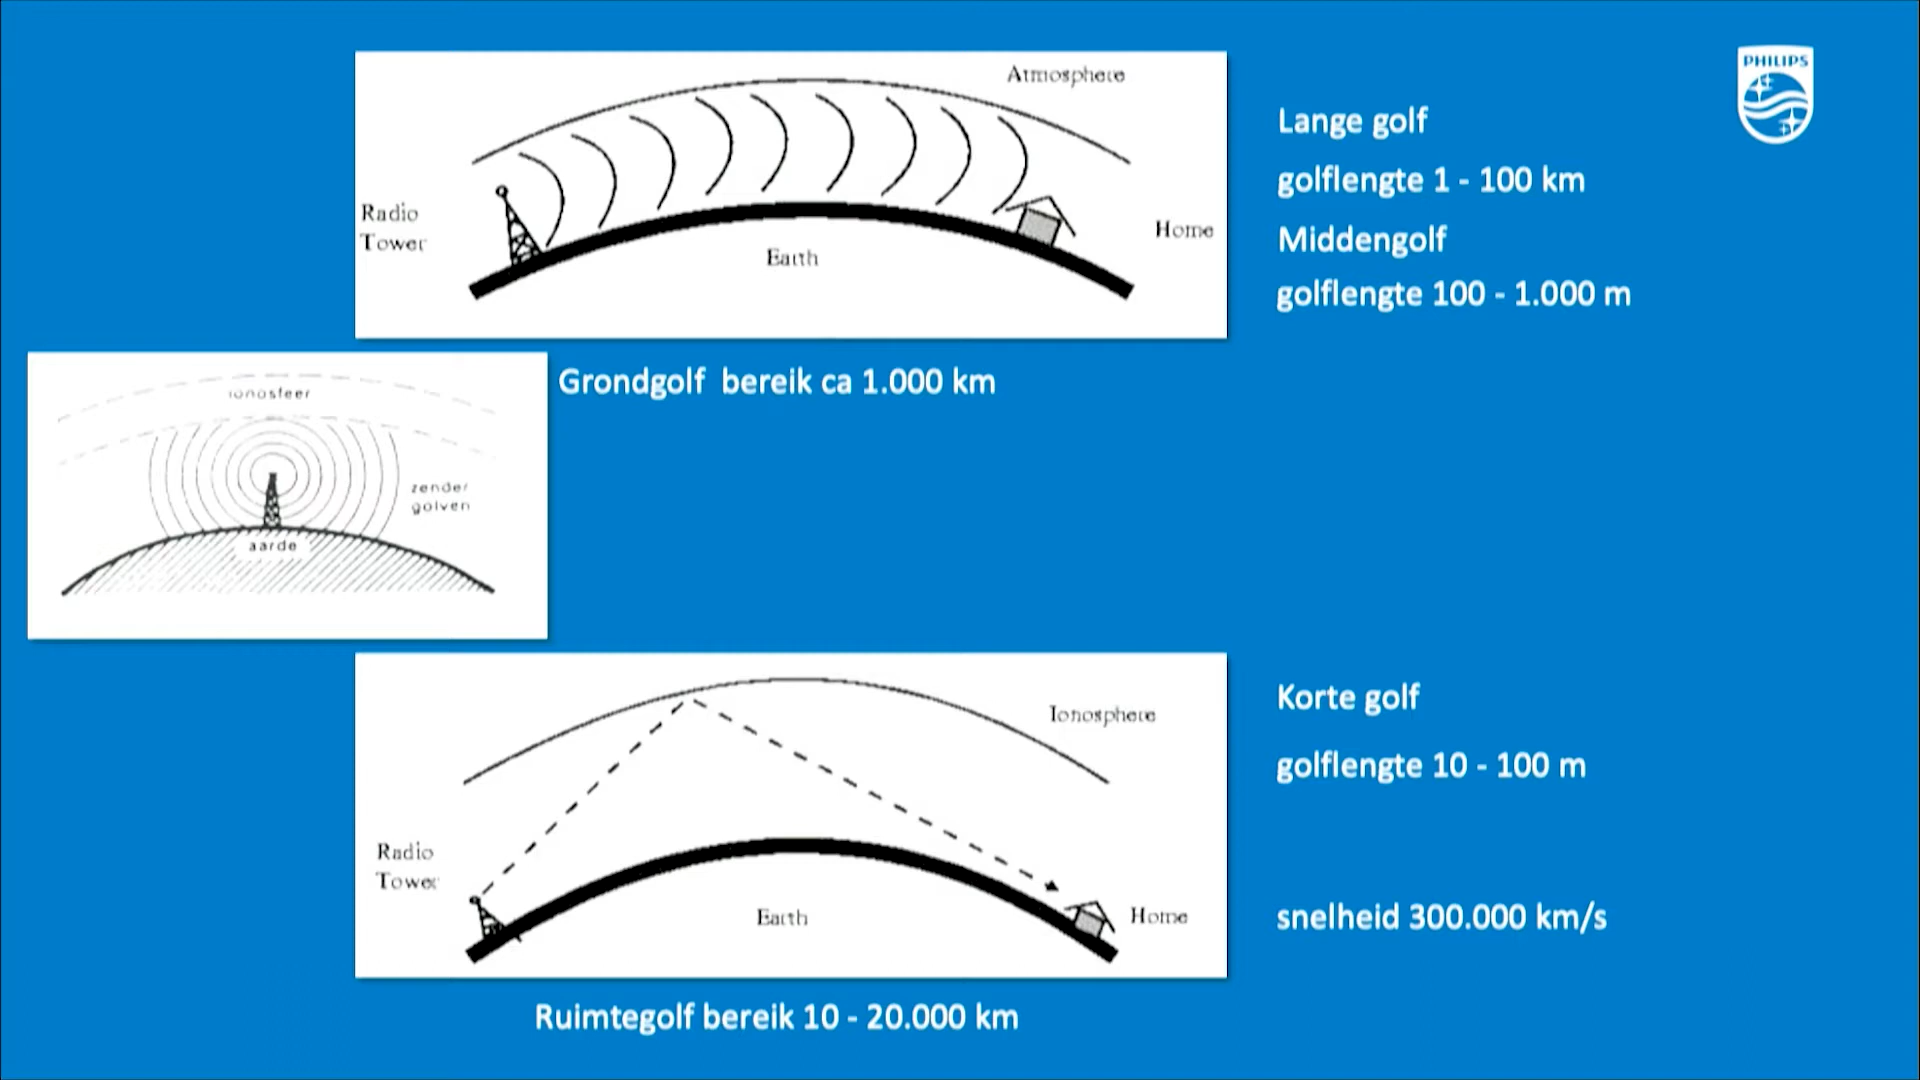 Atmosphere
Radio
Tower
Earth
Home
PHILIPS
Lange golf
golflengte 1 - 100 km
Middengolf
golflengte 100 - 1.000 m
Grondgolf bereik ca 1.000 km
ionosfeer
zender
golven
aarde
Ionosphere
Radio
Tower
Earth
Home
Korte golf
golflengte 10 - 100 m
snelheid 300.000 km/s
Ruimtegolf bereik 10 - 20.000 km